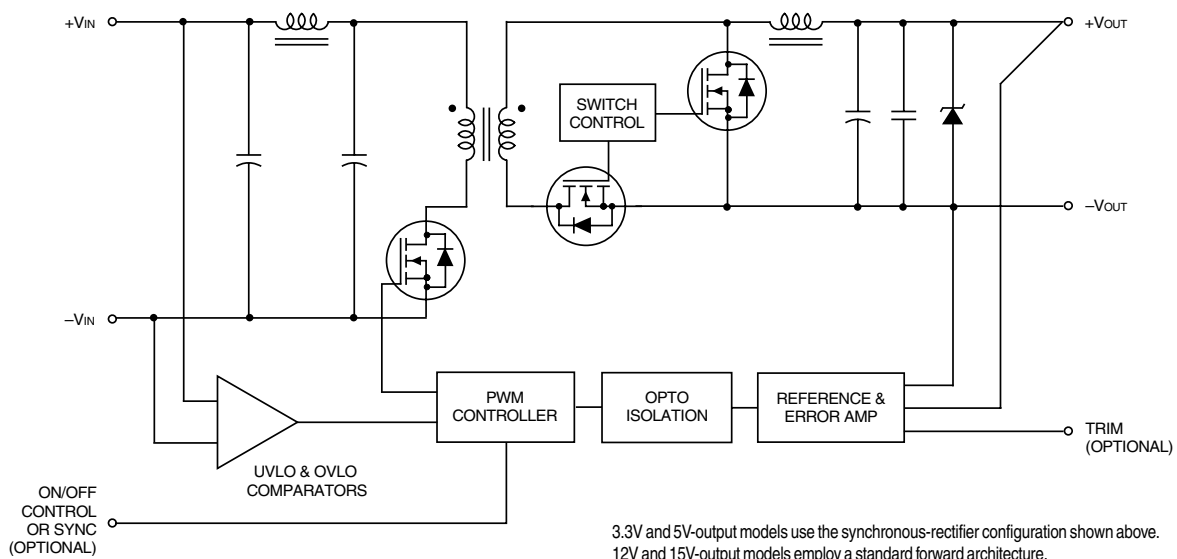 +VIN
+VOUT
SWITCH
CONTROL
–VOUT
–VIN
PWM
CONTROLLER
OPTO
ISOLATION
REFERENCE &
ERROR AMP
TRIM
(OPTIONAL)
UVLO & OVLO
COMPARATORS
ON/OFF
CONTROL
OR SYNC
(OPTIONAL)
3.3V and 5V-output models use the synchronous-rectifier configuration shown above.
12V and 15V-output models employ a standard forward architecture.